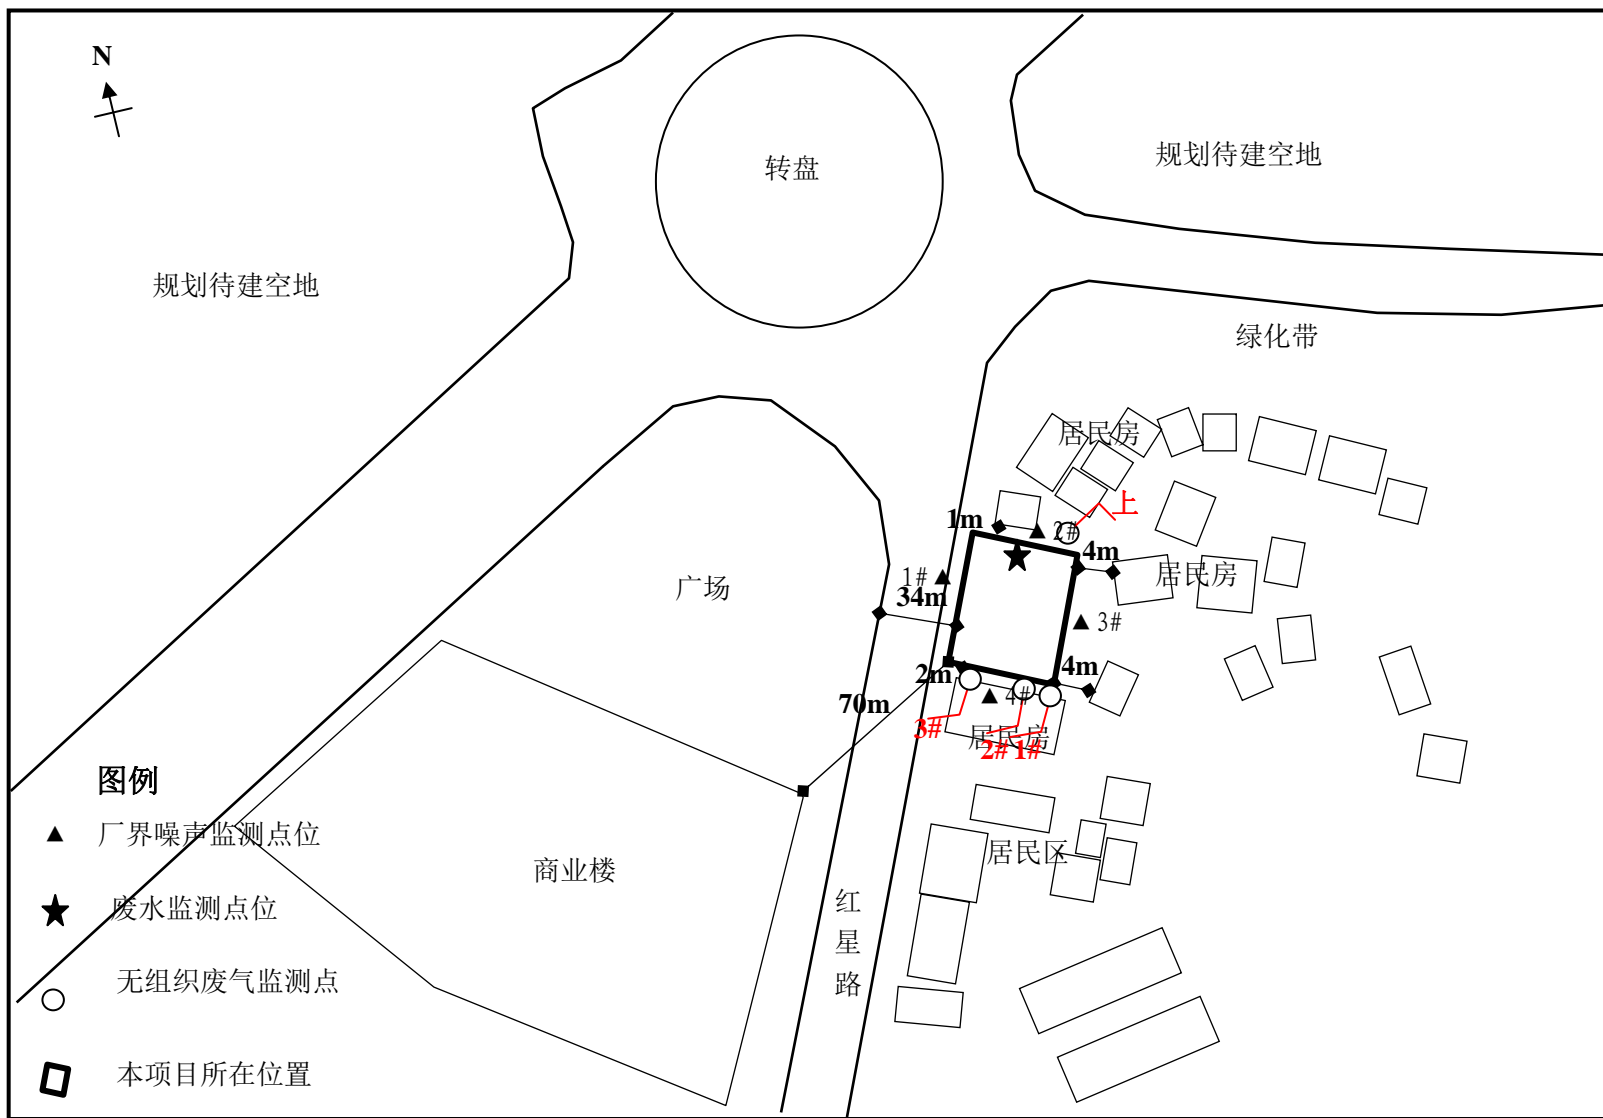 N
转盘
规划待建空地
规划待建空地
绿化带
居民房
上
1m
2#
4m
1#
居民房
广场
34m
3#
2m
4m
70m
4#
3#
居民房
2#
1#
图例
厂界噪声监测点位
居民区
商业楼
红
星
路
废水监测点位
无组织废气监测点
本项目所在位置